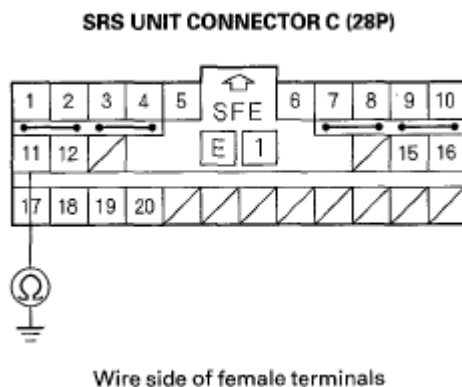 SRS UNIT CONNECTOR C (28P)
1 2 3 4 5 SFE 6 7 8 9 10
11 12 E 1 15 16
17 18 19 20
Ω
Wire side of female terminals